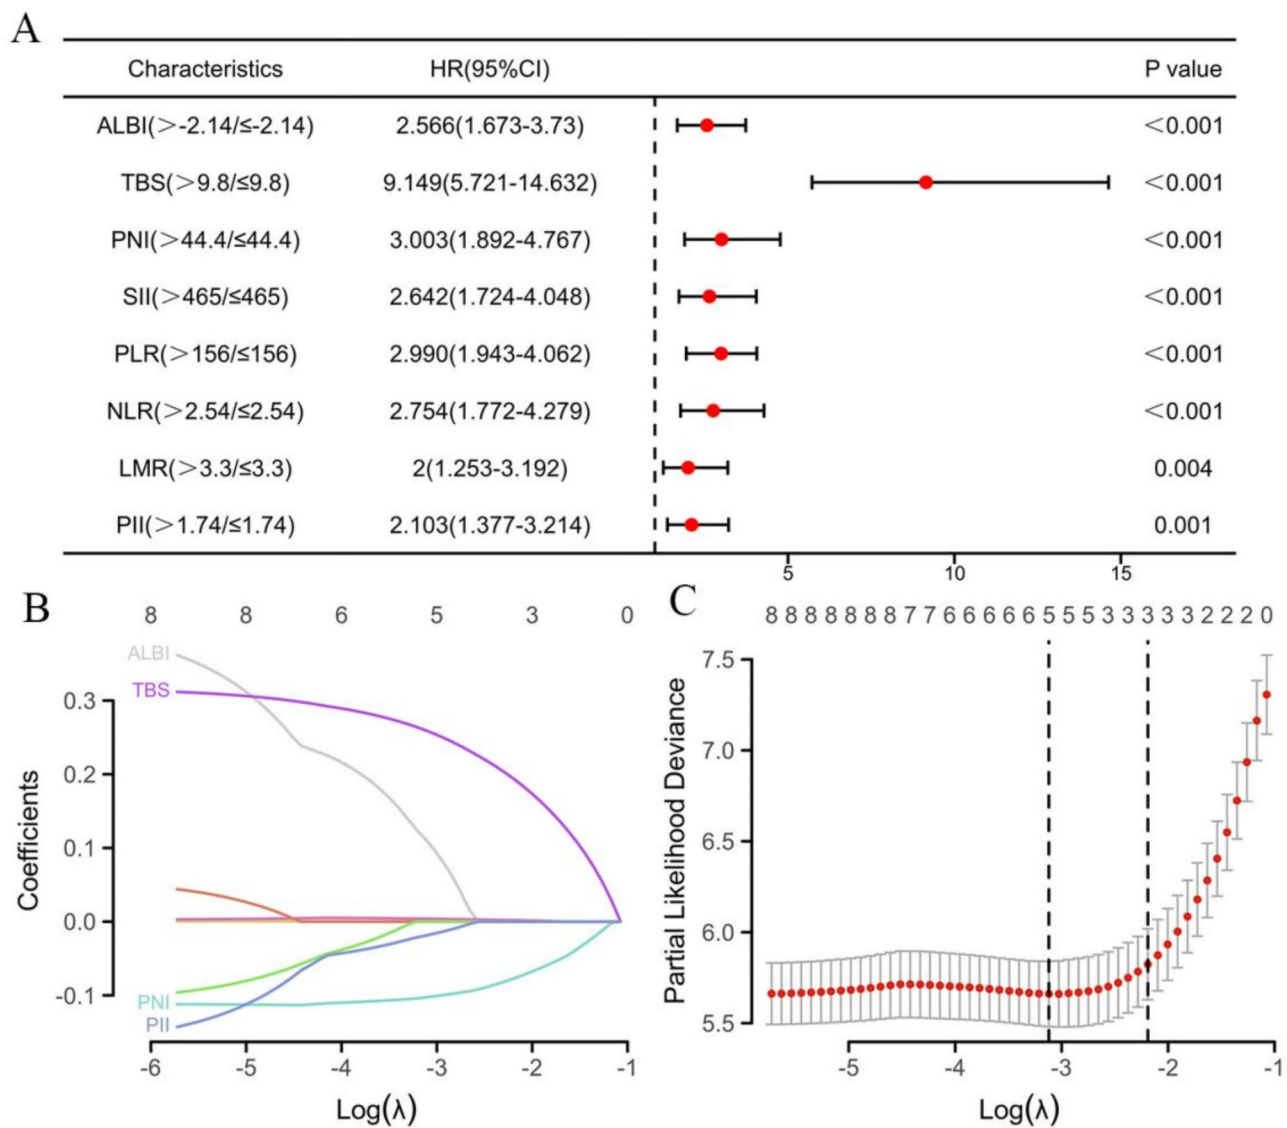 A
Characteristics HR(95%CI) P value
ALBI(>-2.14/≤-2.14) 2.566(1.673-3.73) <0.001
TBS(>9.8/≤9.8) 9.149(5.721-14.632) <0.001
PNI(>44.4/≤44.4) 3.003(1.892-4.767) <0.001
SII(>465/≤465) 2.642(1.724-4.048) <0.001
PLR(>156/≤156) 2.990(1.943-4.062) <0.001
NLR(>2.54/≤2.54) 2.754(1.772-4.279) <0.001
LMR(>3.3/≤3.3) 2(1.253-3.192) 0.004
PII(>1.74/≤1.74) 2.103(1.377-3.214) 0.001
5 10 15
B
8 8 6 5 3 0
ALBI
TBS
PNI
PII
0.3
0.2
0.1
0.0
-0.1
Coefficients
-6 -5 -4 -3 -2 -1
Log(λ)
C
8 8 8 8 8 8 8 7 7 6 6 6 6 6 5 5 5 3 3 3 3 3 2 2 2 0
7.5
7.0
6.5
6.0
5.5
Partial Likelihood Deviance
-5 -4 -3 -2 -1
Log(λ)